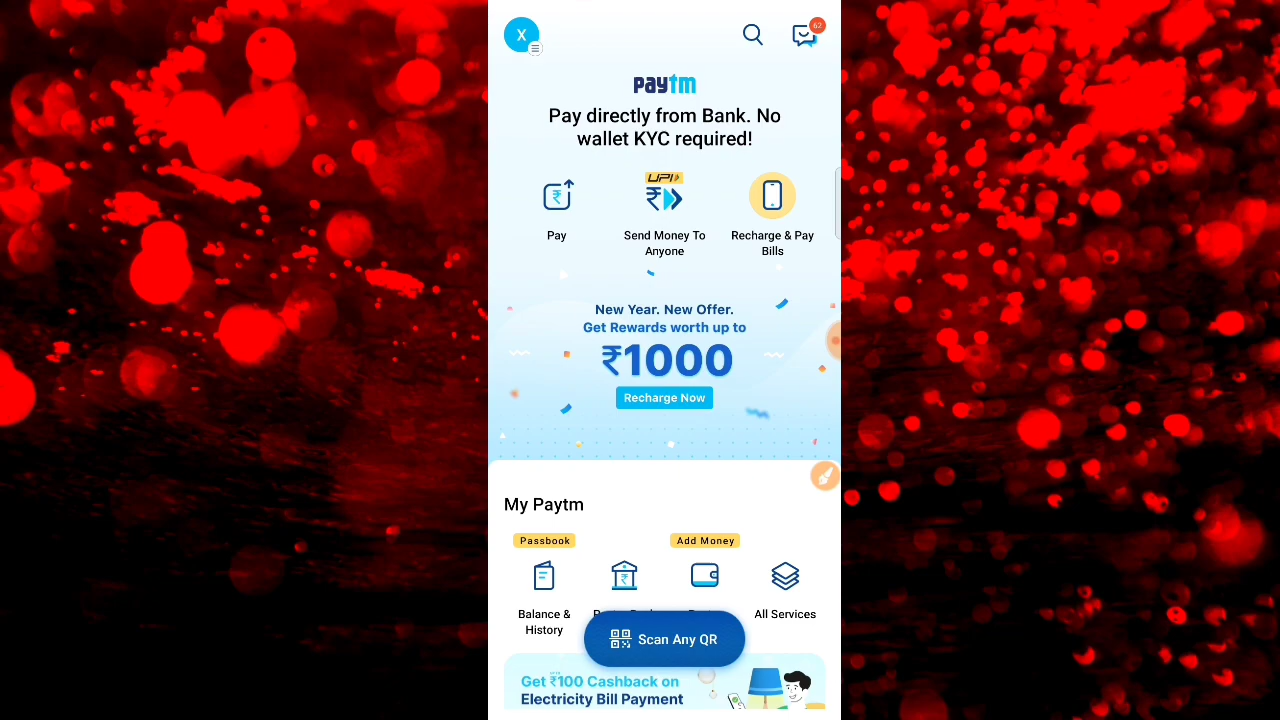 X
62
paytm
Pay directly from Bank. No
wallet KYC required!
UPI
Pay
Send Money To
Anyone
Recharge & Pay
Bills
New Year. New Offer.
Get Rewards worth up to
₹1000
Recharge Now
My Paytm
Passbook
Add Money
Balance &
History
All Services
Scan Any QR
Get ₹100 Cashback on
Electricity Bill Payment